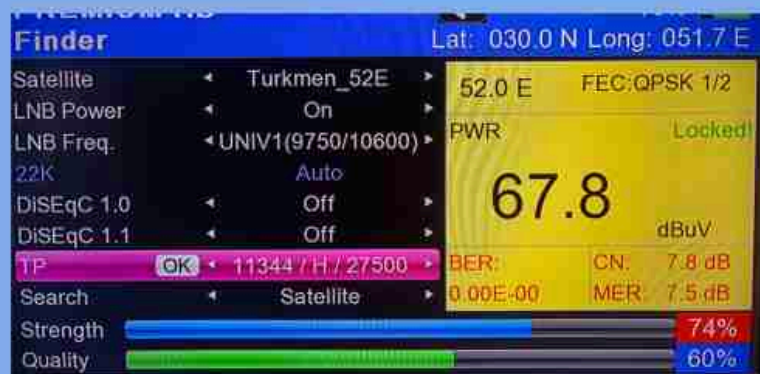 Finder
Lat: 030.0 N Long: 051.7 E
Satellite Turkmen_52E
LNB Power On
LNB Freq. UNIV1(9750/10600)
22K Auto
DiSEqC 1.0 Off
DiSEqC 1.1 Off
TP OK 11344 / H / 27500
Search Satellite
Strength 74%
Quality 60%
52.0 E FEC:QPSK 1/2
PWR Locked!
67.8
dBuV
BER: CN: 7.8 dB
0.00E-00 MER: 7.5 dB